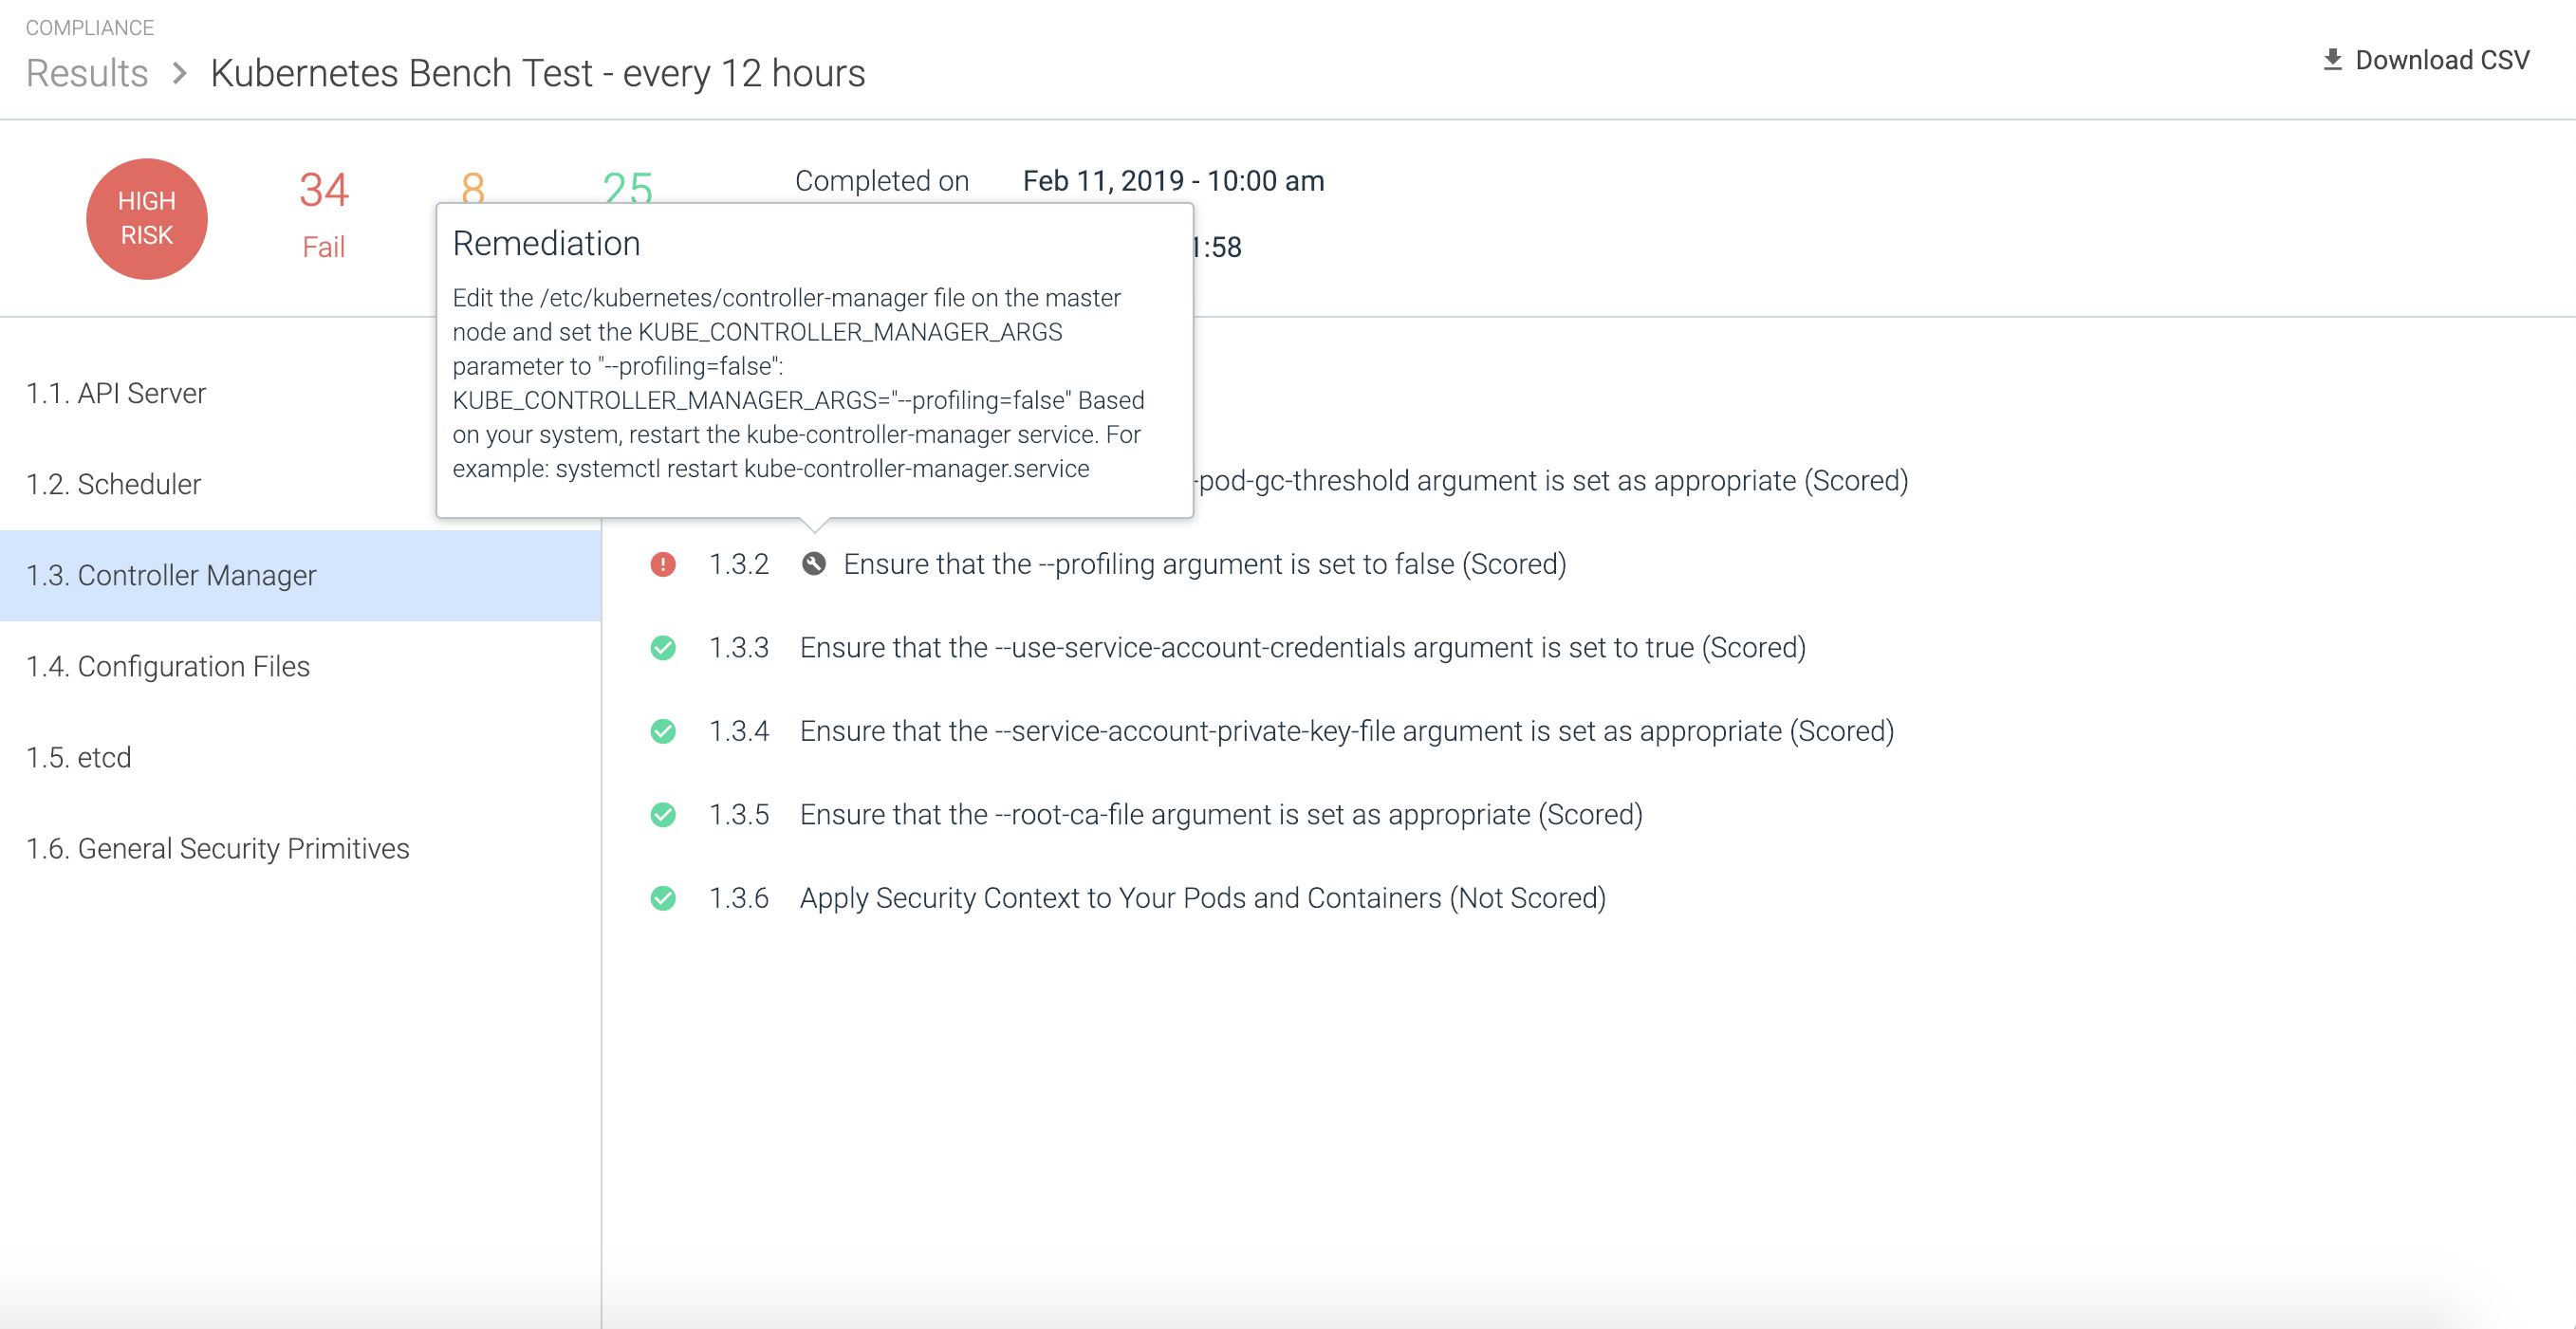 COMPLIANCE
Results > Kubernetes Bench Test - every 12 hours
Download CSV
HIGH
RISK
34
Fail
8
25
Completed on Feb 11, 2019 - 10:00 am
1:58
Remediation
Edit the /etc/kubernetes/controller-manager file on the master
node and set the KUBE_CONTROLLER_MANAGER_ARGS
parameter to "--profiling=false":
KUBE_CONTROLLER_MANAGER_ARGS="--profiling=false" Based
on your system, restart the kube-controller-manager service. For
example: systemctl restart kube-controller-manager.service
1.1. API Server
1.2. Scheduler
1.3. Controller Manager
1.4. Configuration Files
1.5. etcd
1.6. General Security Primitives
-pod-gc-threshold argument is set as appropriate (Scored)
1.3.2 Ensure that the --profiling argument is set to false (Scored)
1.3.3 Ensure that the --use-service-account-credentials argument is set to true (Scored)
1.3.4 Ensure that the --service-account-private-key-file argument is set as appropriate (Scored)
1.3.5 Ensure that the --root-ca-file argument is set as appropriate (Scored)
1.3.6 Apply Security Context to Your Pods and Containers (Not Scored)